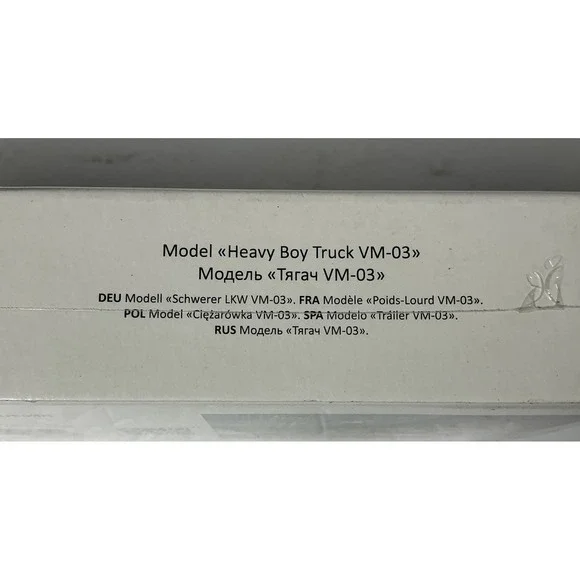 Model «Heavy Boy Truck VM-03»
Модель «Тягач VM-03»
DEU Modell «Schwerer LKW VM-03». FRA Modèle «Poids-Lourd VM-03».
POL Model «Ciężarówka VM-03». SPA Modelo «Tráiler VM-03».
RUS Модель «Тягач VM-03».